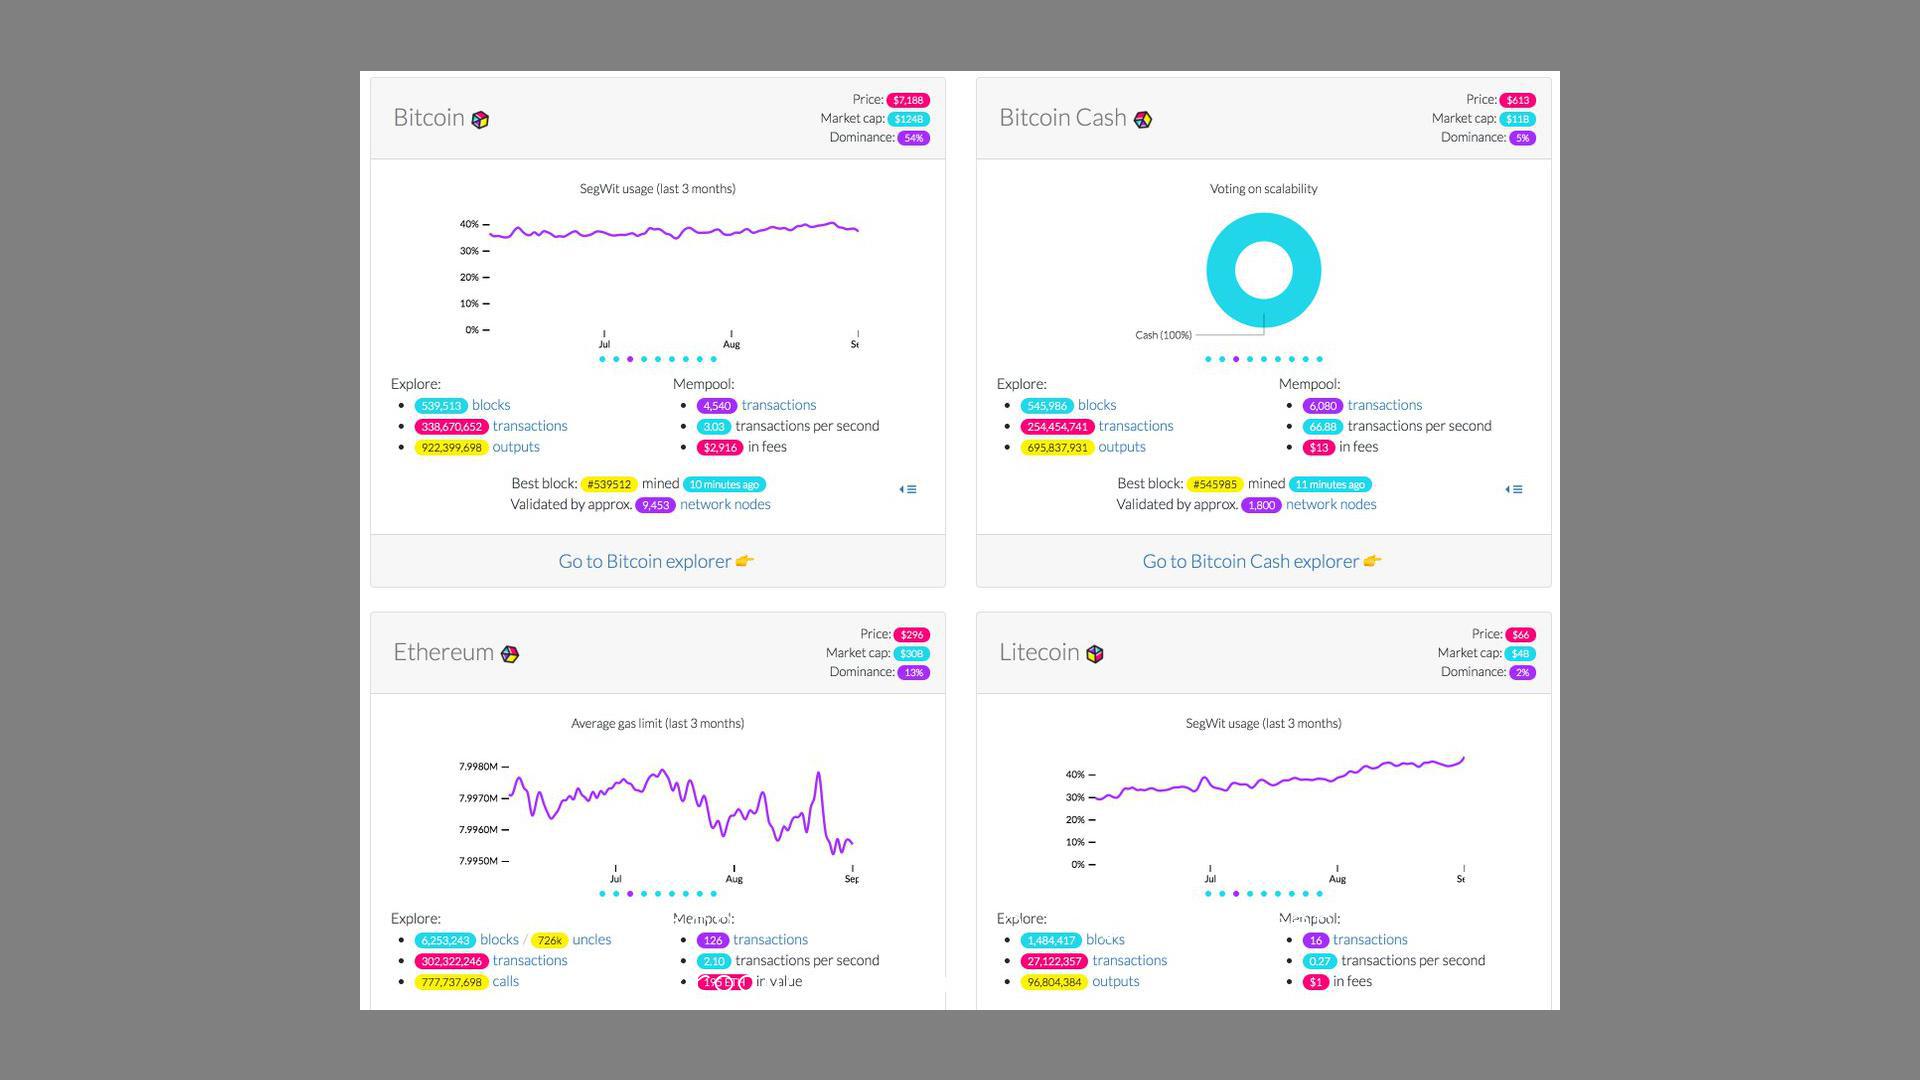 Bitcoin
Price: $7,188
Market cap: $124B
Dominance: 54%
SegWit usage (last 3 months)
40%
30%
20%
10%
0%
Jul Aug
Explore:
539,513 blocks
338,670,652 transactions
922,399,698 outputs
Mempool:
4,540 transactions
3.03 transactions per second
$2,916 in fees
Best block: #539512 mined 10 minutes ago
Validated by approx. 9,453 network nodes
Go to Bitcoin explorer
Bitcoin Cash
Price: $613
Market cap: $11B
Dominance: 5%
Voting on scalability
Cash (100%)
Explore:
545,986 blocks
254,454,741 transactions
695,837,931 outputs
Mempool:
6,080 transactions
66.88 transactions per second
$13 in fees
Best block: #545985 mined 11 minutes ago
Validated by approx. 1,800 network nodes
Go to Bitcoin Cash explorer
Ethereum
Price: $296
Market cap: $30B
Dominance: 13%
Average gas limit (last 3 months)
7.9980M
7.9970M
7.9960M
7.9950M
Jul Aug Sep
Explore:
6,253,243 blocks / 726k uncles
302,322,246 transactions
777,737,698 calls
Mempool:
126 transactions
2.10 transactions per second
in value
Litecoin
Price: $66
Market cap: $4B
Dominance: 2%
SegWit usage (last 3 months)
40%
30%
20%
10%
0%
Jul Aug
Explore:
1,484,417 blocks
27,122,357 transactions
96,804,384 outputs
Mempool:
16 transactions
0.27 transactions per second
$1 in fees